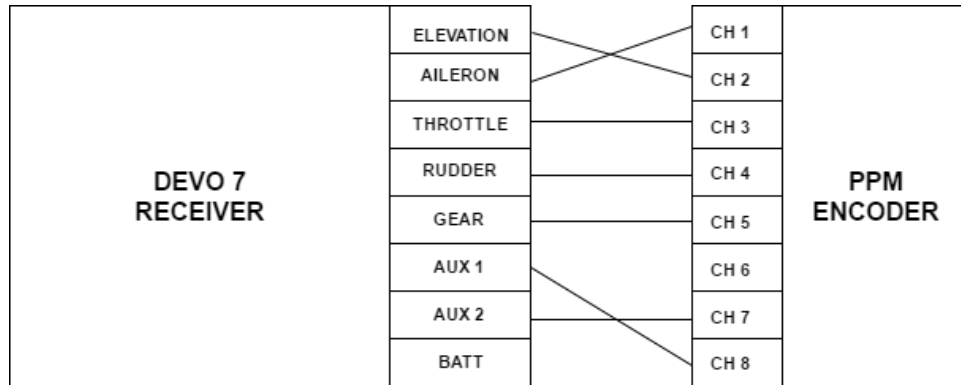 DEVO 7
RECEIVER
ELEVATION
AILERON
THROTTLE
RUDDER
GEAR
AUX 1
AUX 2
BATT
CH 1
CH 2
CH 3
CH 4
CH 5
CH 6
CH 7
CH 8
PPM
ENCODER